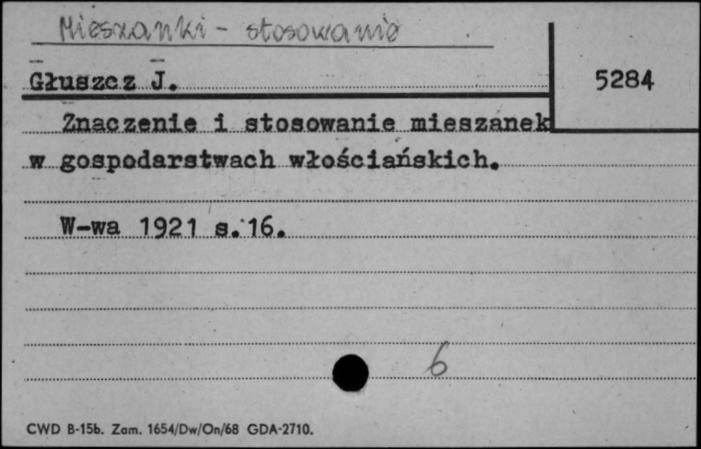 Mieszanki - stosowanie
Głuszcz J.
5284
Znaczenie i stosowanie mieszanek
w gospodarstwach włościańskich.
W-wa 1921 s. 16.
6
CWD B-15b. Zam. 1654/Dw/On/68 GDA-2710.